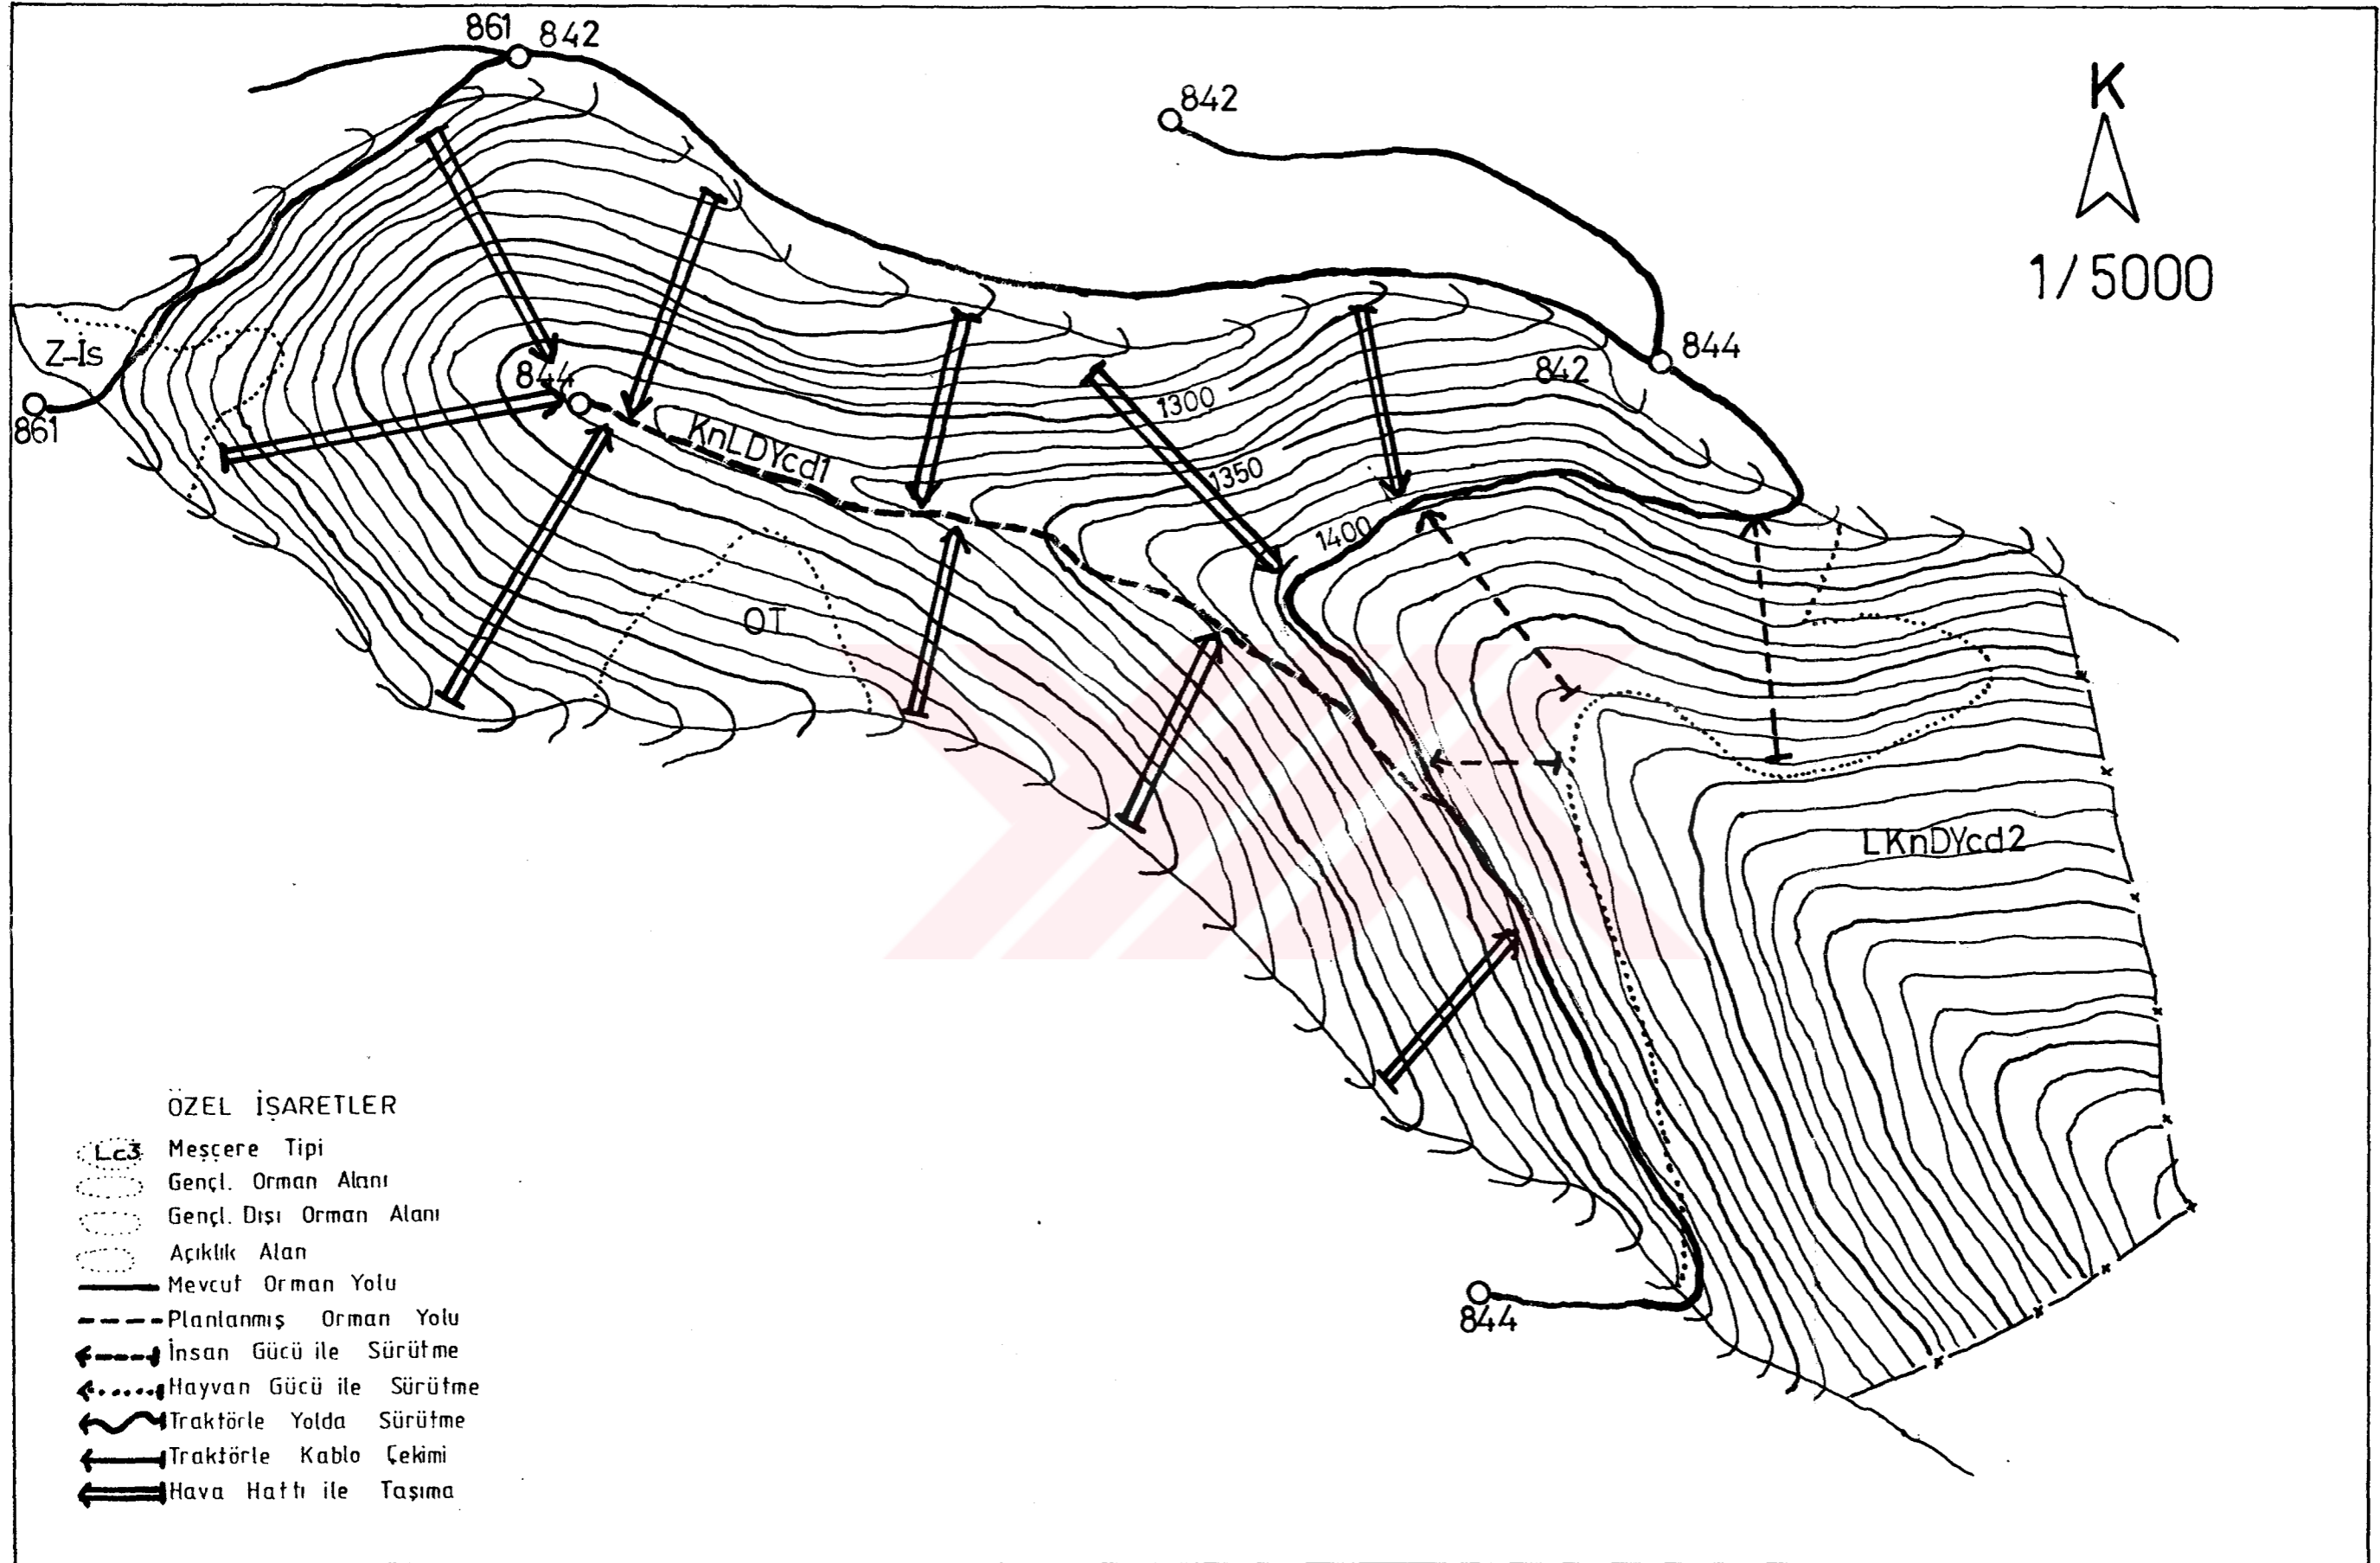 861 842
842
K
1/5000
844
842
Z-İs
861
844
KnLDYcd1
1300
1350
1400
OT
LKnDYcd2
844
ÖZEL İŞARETLER
Lc3 Meşcere Tipi
Gençl. Orman Alanı
Gençl. Dışı Orman Alanı
Açıklık Alan
Mevcut Orman Yolu
Planlanmış Orman Yolu
İnsan Gücü ile Sürütme
Hayvan Gücü ile Sürütme
Traktörle Yolda Sürütme
Traktörle Kablo Çekimi
Hava Hattı ile Taşıma